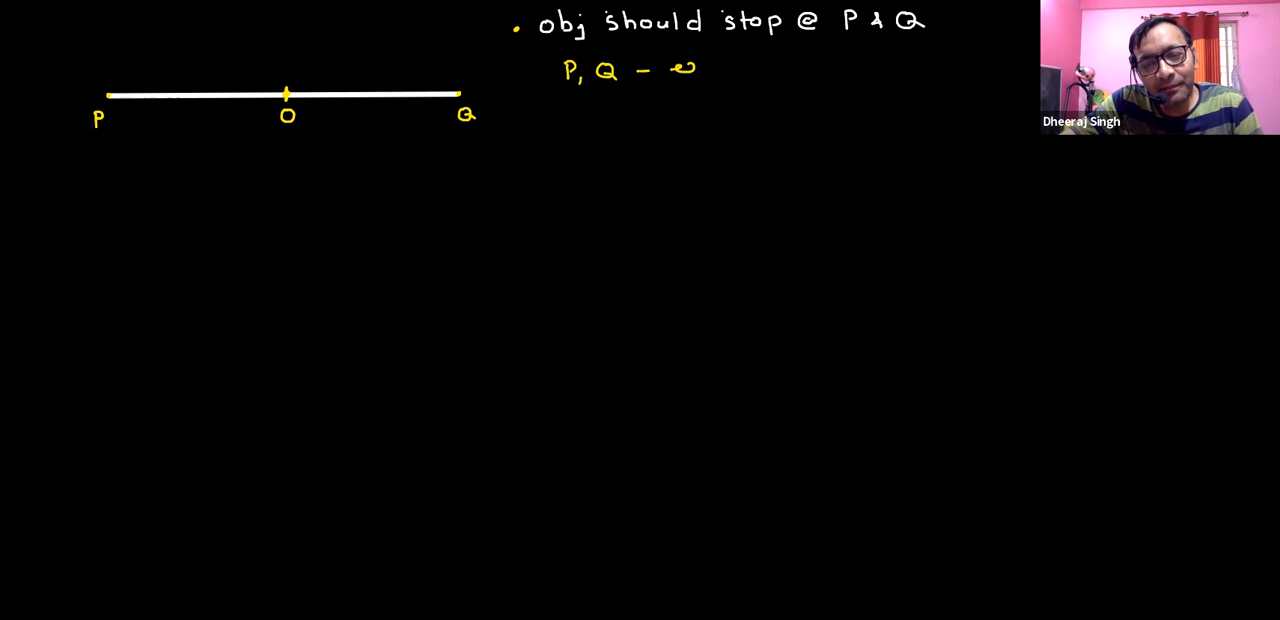 • obj should stop @ P & Q
P, Q -
P O Q
Dheeraj Singh